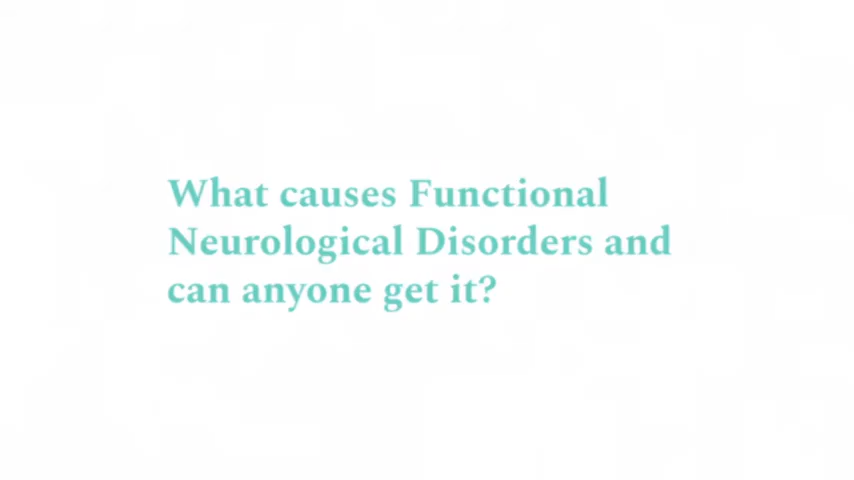 What causes Functional
Neurological Disorders and
can anyone get it?